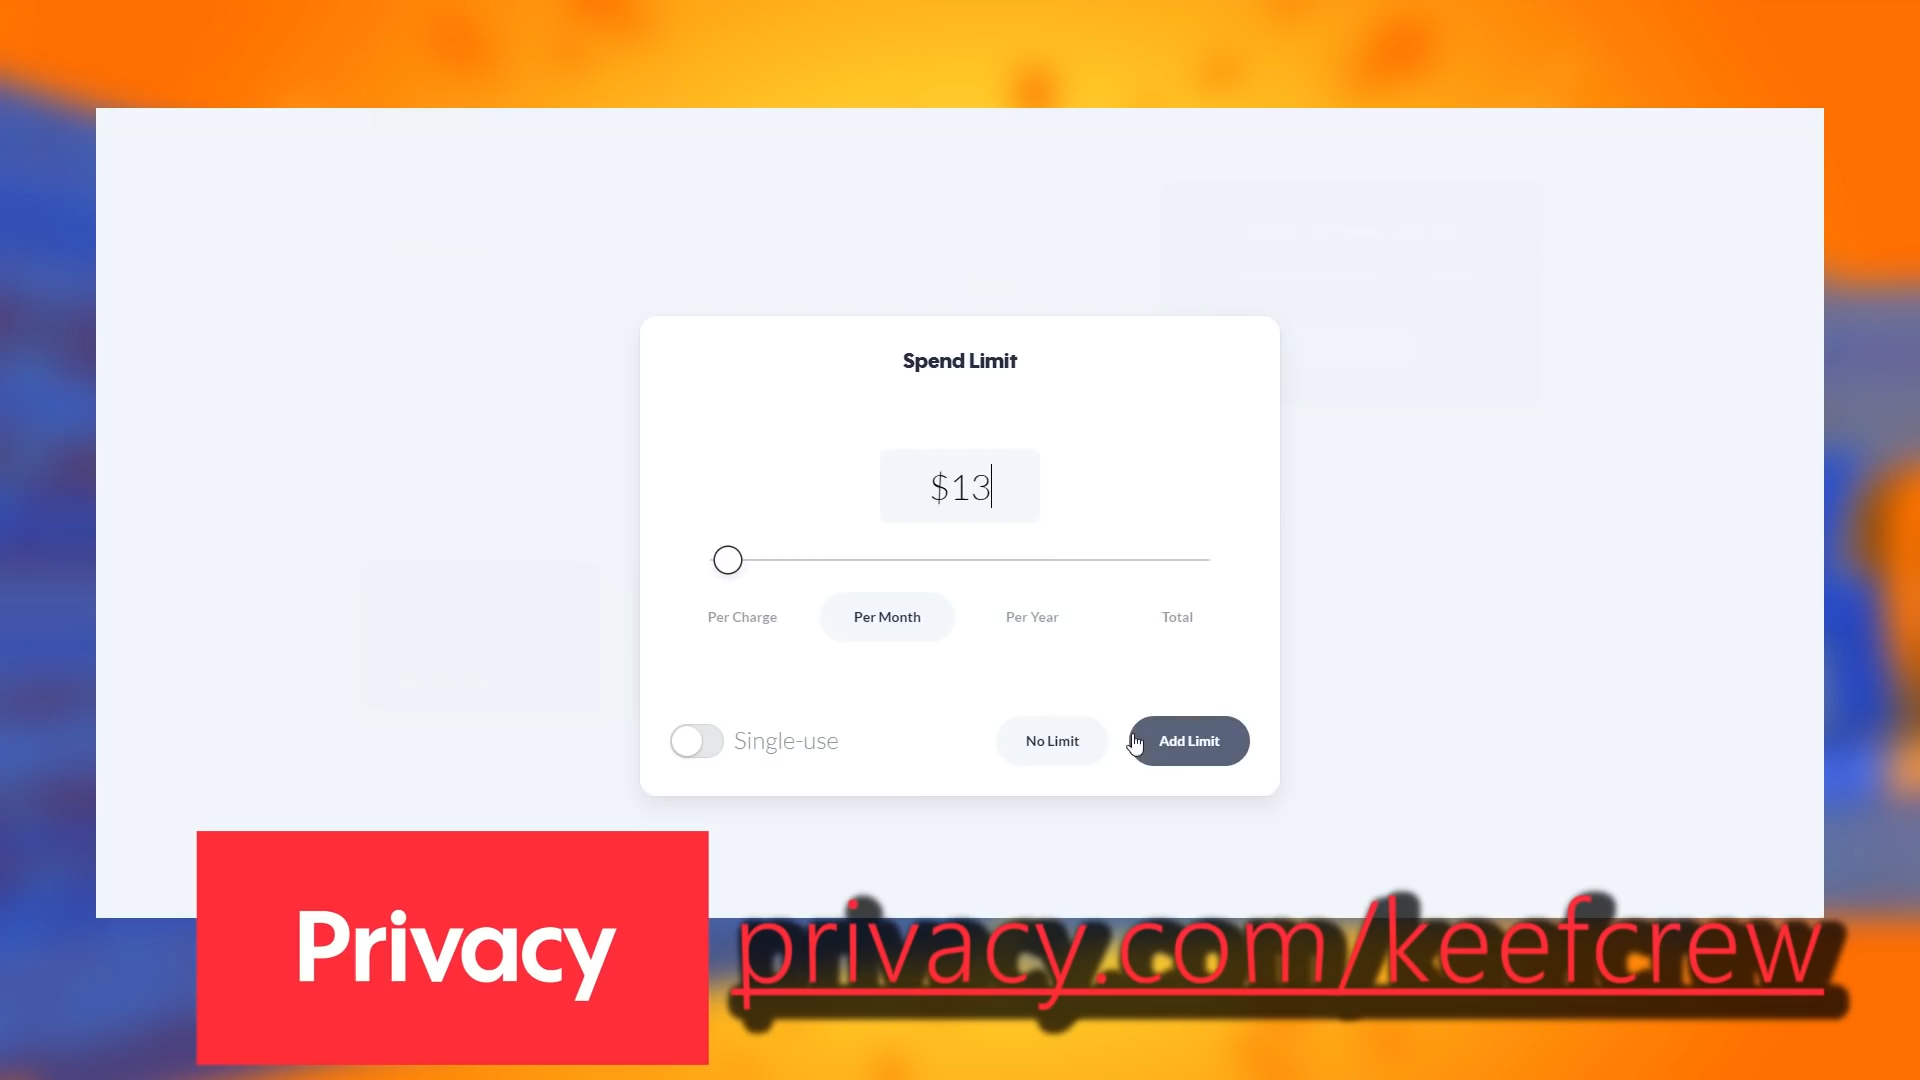 Spend Limit
$13
Per Charge Per Month Per Year Total
Single-use No Limit Add Limit
Privacy
privacy.com/keefcrew